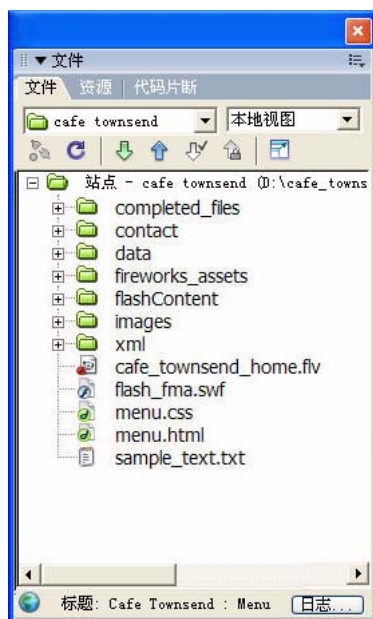 文件
文件 资源 代码片断
cafe townsend 本地视图
站点 - cafe townsend (D:\cafe_towns
completed_files
contact
data
fireworks_assets
flashContent
images
xml
cafe_townsend_home.flv
flash_fma.swf
menu.css
menu.html
sample_text.txt
标题: Cafe Townsend : Menu 日志...